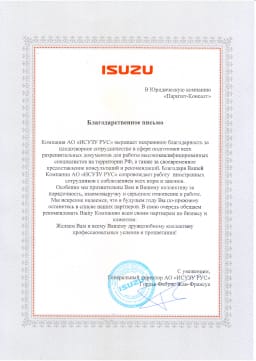 ISUZU
В Юридическую компанию
«Паритет-Консалт»
Благодарственное письмо
Компания АО «ИСУЗУ РУС» выражает искреннюю благодарность за
плодотворное сотрудничество в сфере подготовки всех
разрешительных документов для работы высококвалифицированных
специалистов на территории РФ, а также за своевременное
предоставление консультаций и рекомендаций. Благодаря Вашей
Компании АО «ИСУЗУ РУС» сопровождает работу иностранных
сотрудников с соблюдением всех норм и законов.
Особенно мы признательны Вам и Вашему коллективу за
порядочность, взаимовыручку и серьезное отношение к работе.
Мы искренне надеемся, что в будущем году Вы по-прежнему
останетесь в числе наших партнеров. В свою очередь обещаем
рекомендовать Вашу Компанию всем своим партнерам по бизнесу и
клиентам.
Желаем Вам и всему Вашему дружному коллективу
профессиональных успехов и процветания!
С уважением,
Генеральный директор АО «ИСУЗУ РУС»
Фабрис Жан-Франсуа
ISUZU